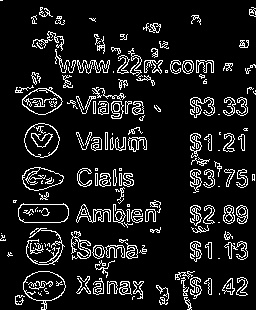 www.22rx.com
Viagra $3.33
Valium $1.21
Cialis $3.75
Ambien $2.89
Soma $1.13
Xanax $1.42